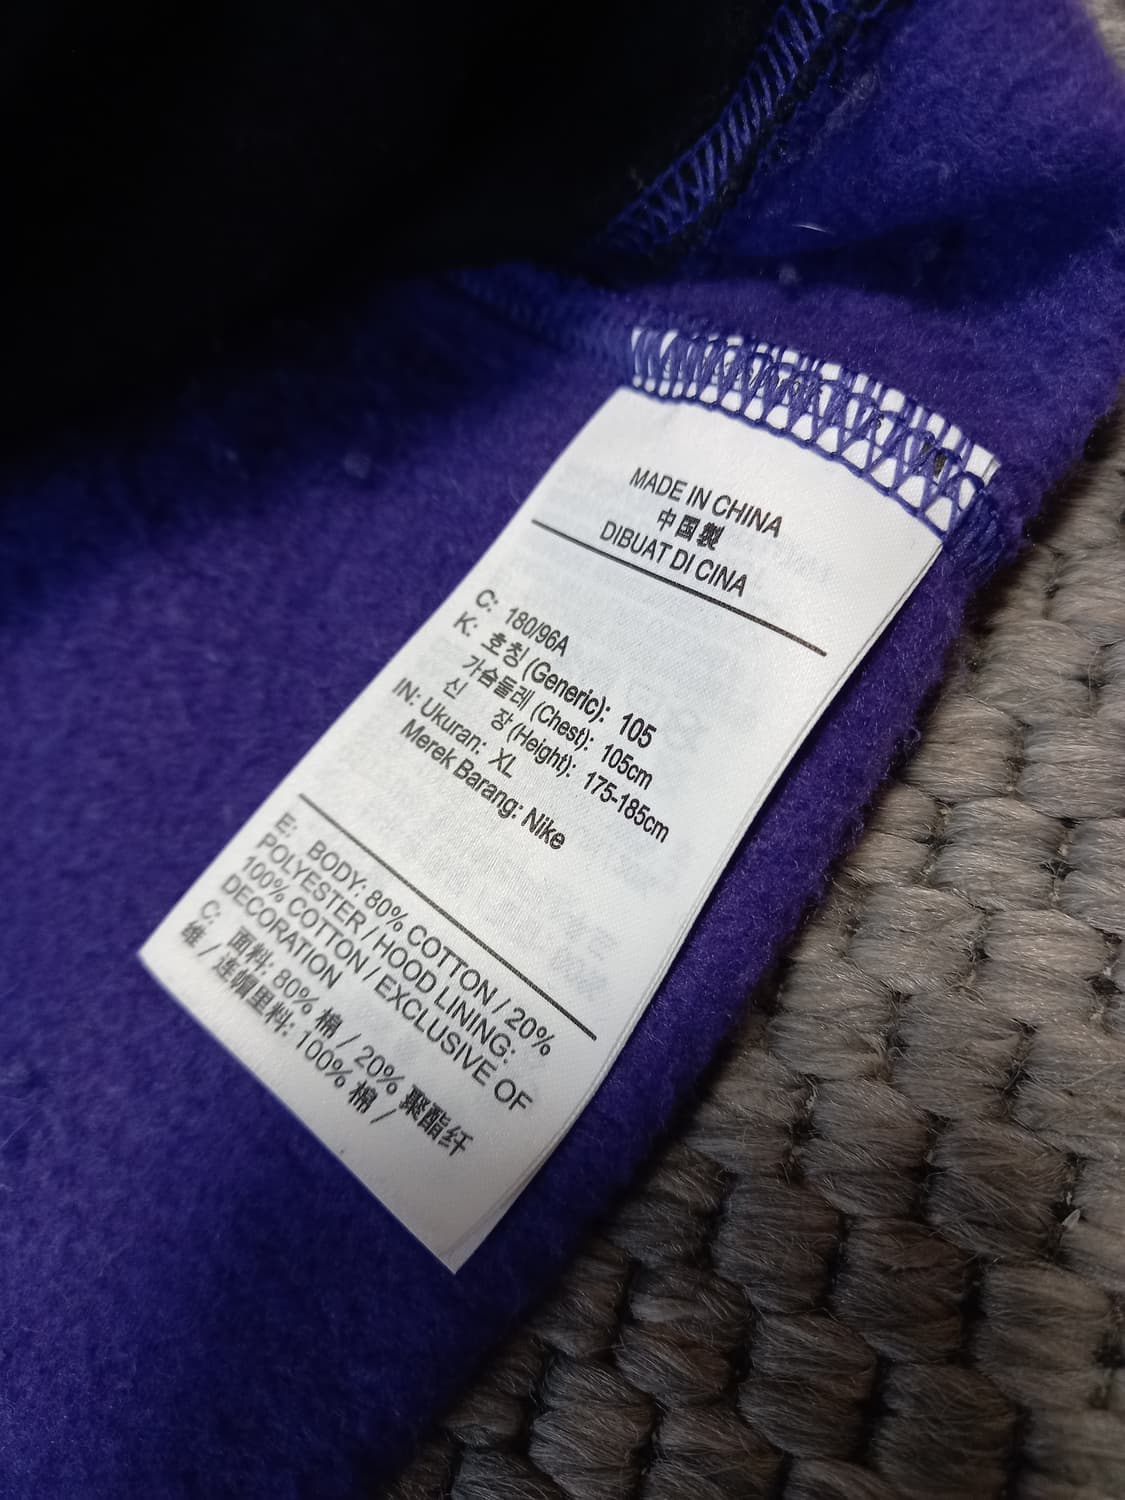 MADE IN CHINA
中国製
DIBUAT DI CINA
C: 180/96A
K: 호칭 (Generic): 105
가슴둘레 (Chest): 105cm
신 장 (Height): 175-185cm
IN: Ukuran: XL
Merek Barang: Nike
E: BODY: 80% COTTON / 20%
POLYESTER / HOOD LINING:
100% COTTON / EXCLUSIVE OF
DECORATION
C: 面料: 80% 棉 / 20% 聚酯纤
维 / 连帽里料: 100% 棉 /